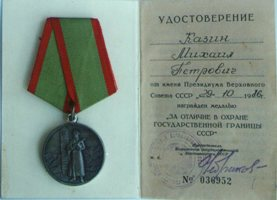 УДОСТОВЕРЕНИЕ
Казин
Михаил
Петрович
от имени Президиума Верховного
Совета СССР
награжден медалью
"ЗА ОТЛИЧИЕ В ОХРАНЕ
ГОСУДАРСТВЕННОЙ ГРАНИЦЫ
СССР"
№ 036952